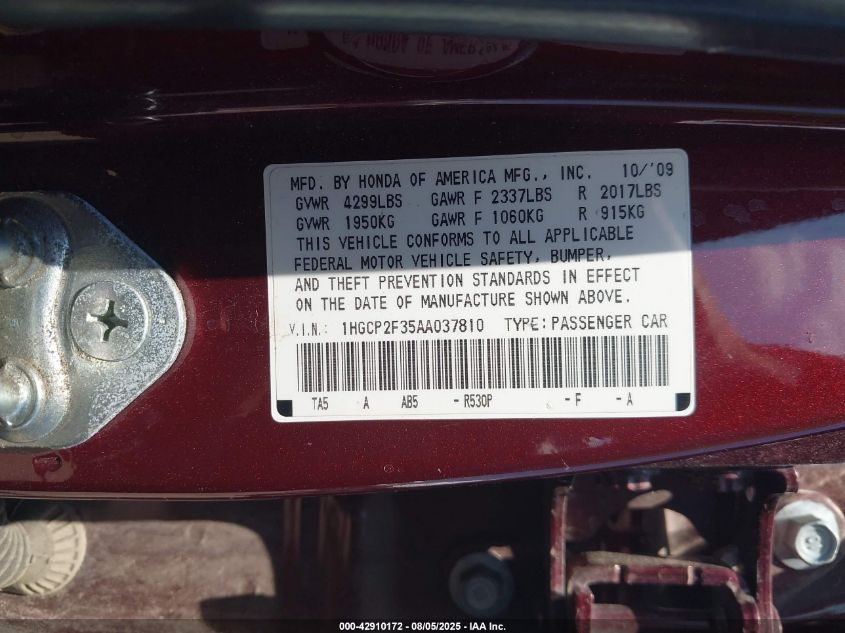 MFD. BY HONDA OF AMERICA MFG., INC. 10/'09
GVWR 4299LBS GAWR F 2337LBS R 2017LBS
GVWR 1950KG GAWR F 1060KG R 915KG
THIS VEHICLE CONFORMS TO ALL APPLICABLE
FEDERAL MOTOR VEHICLE SAFETY, BUMPER,
AND THEFT PREVENTION STANDARDS IN EFFECT
ON THE DATE OF MANUFACTURE SHOWN ABOVE.
V.I.N.: 1HGCP2F35AA037810 TYPE: PASSENGER CAR
TA5 A AB5 - R530P - F - A
000-42910172 - 08/05/2025 - IAA Inc.